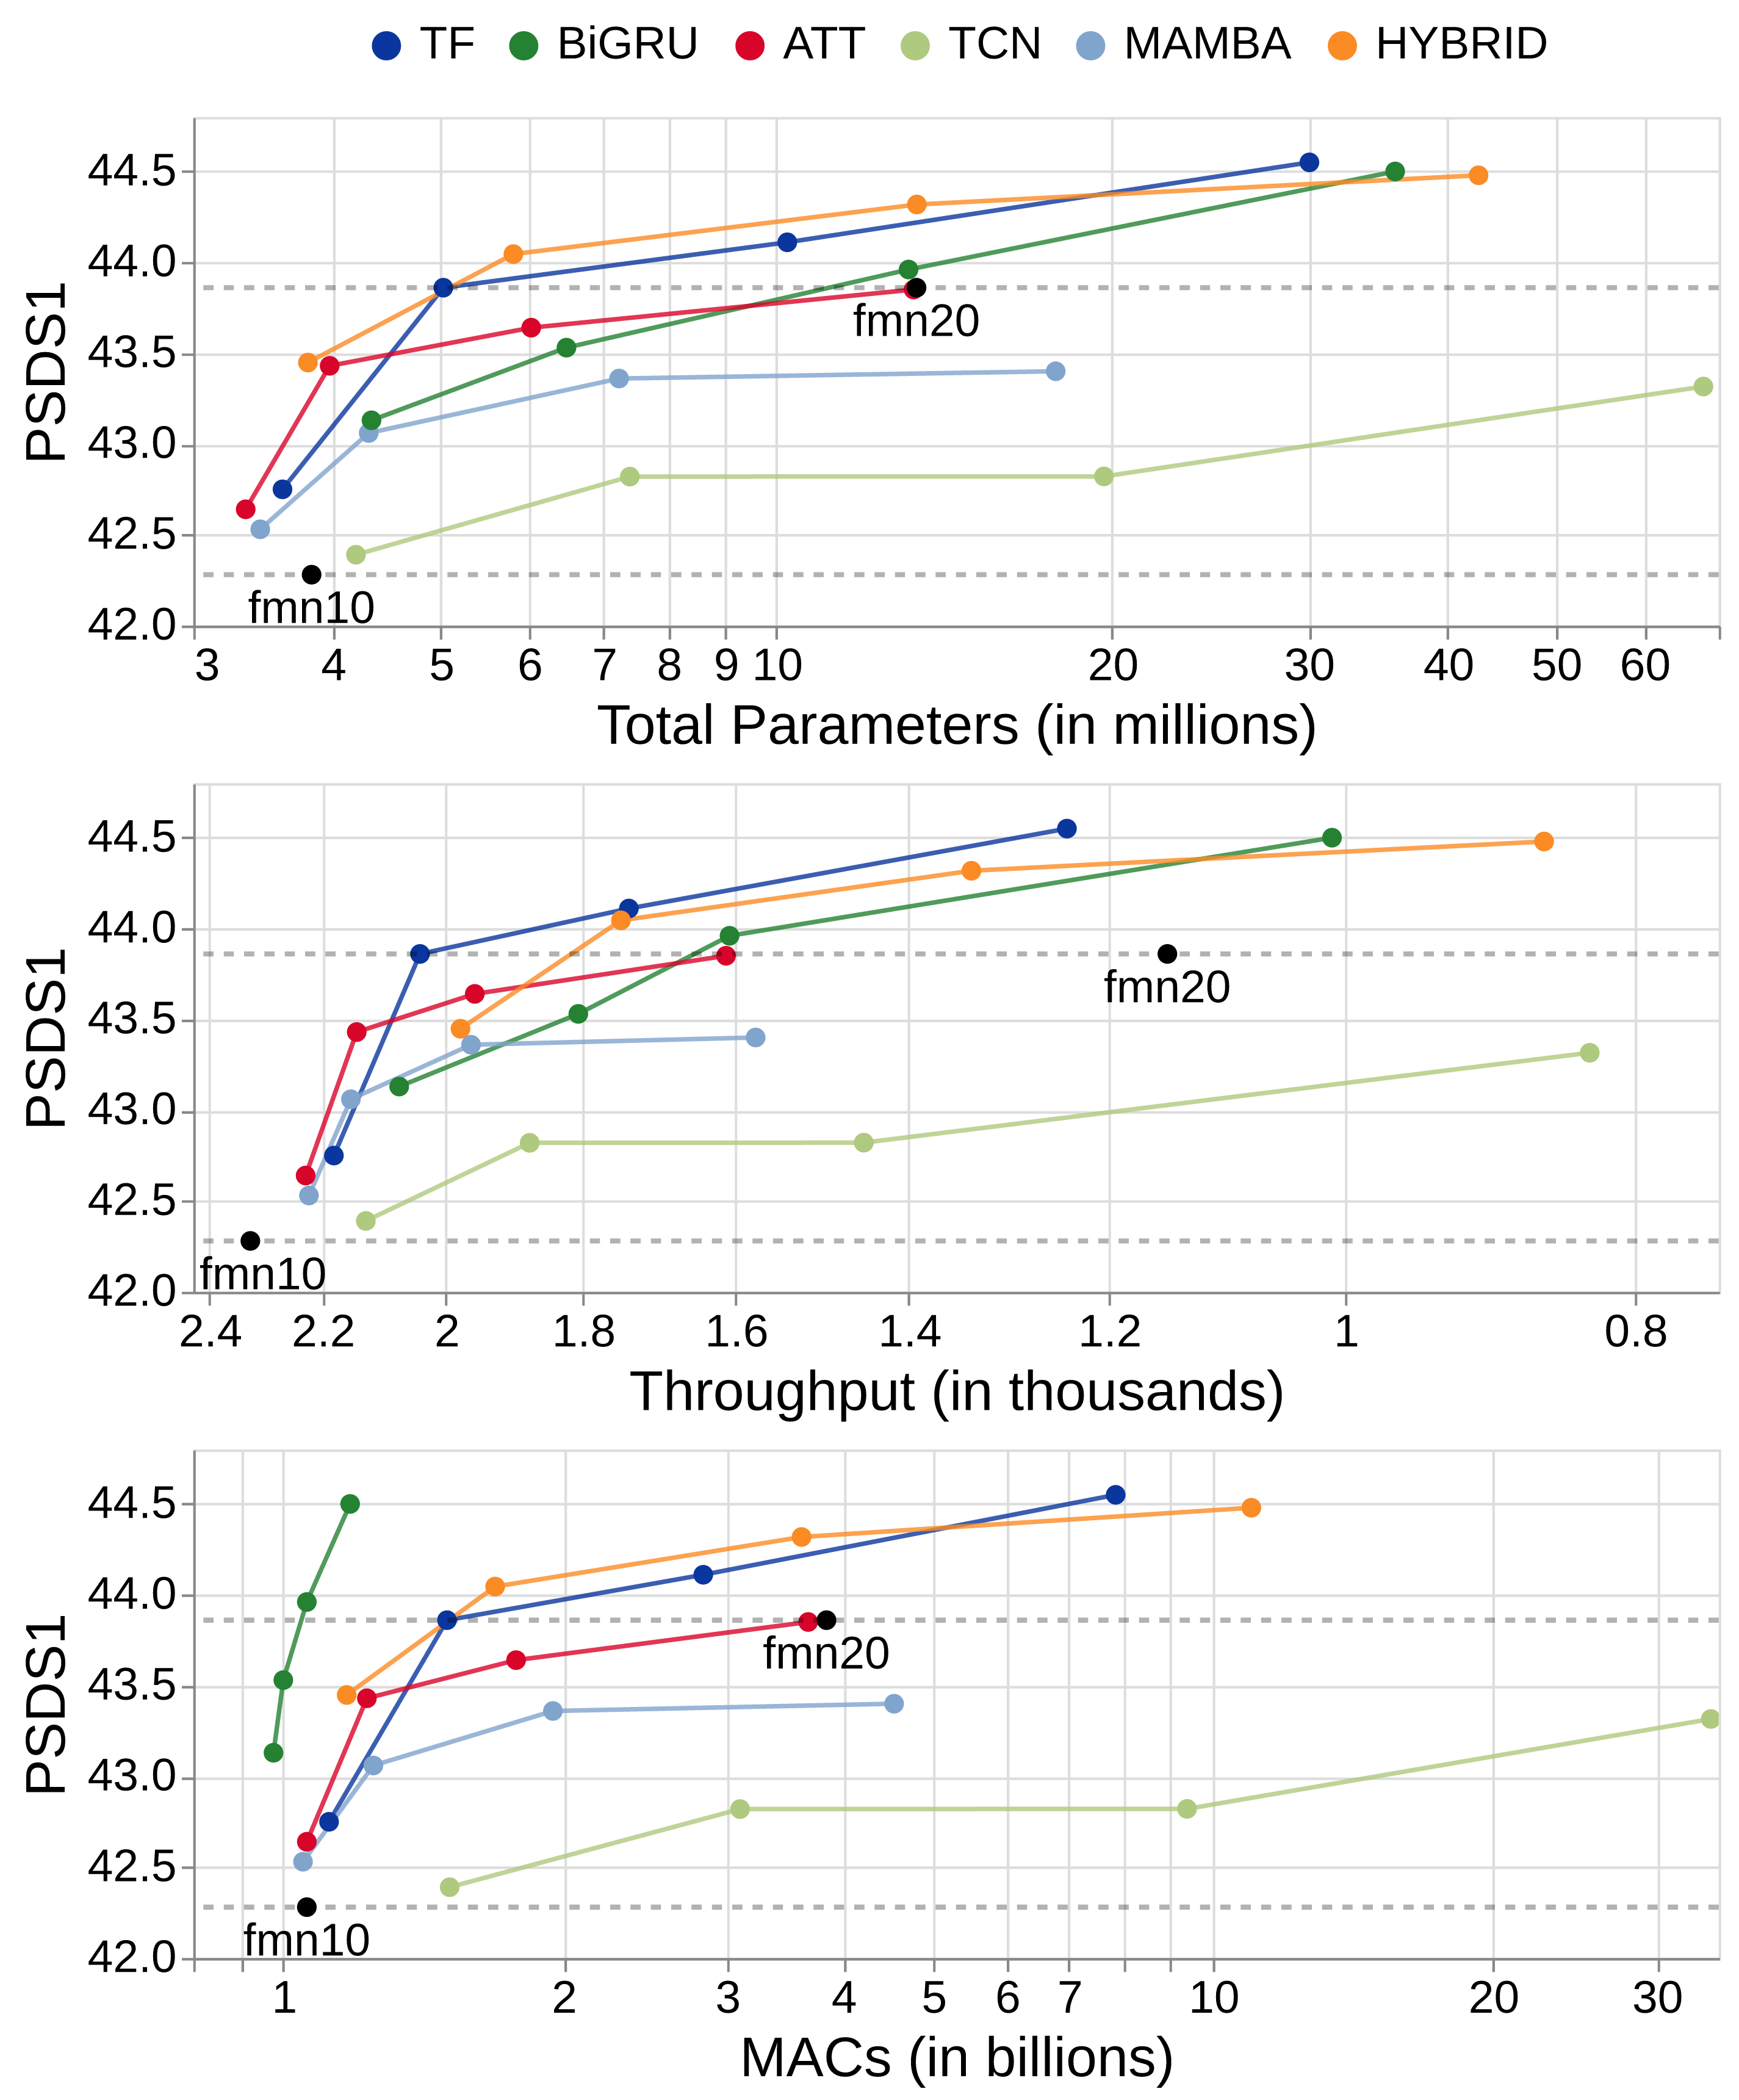 TF BiGRU ATT TCN MAMBA HYBRID
PSDS1
44.5
44.0
43.5
43.0
42.5
42.0
fmn20
fmn10
3 4 5 6 7 8 9 10 20 30 40 50 60
Total Parameters (in millions)
PSDS1
44.5
44.0
43.5
43.0
42.5
42.0
fmn20
fmn10
2.4 2.2 2 1.8 1.6 1.4 1.2 1 0.8
Throughput (in thousands)
PSDS1
44.5
44.0
43.5
43.0
42.5
42.0
fmn20
fmn10
1 2 3 4 5 6 7 10 20 30
MACs (in billions)